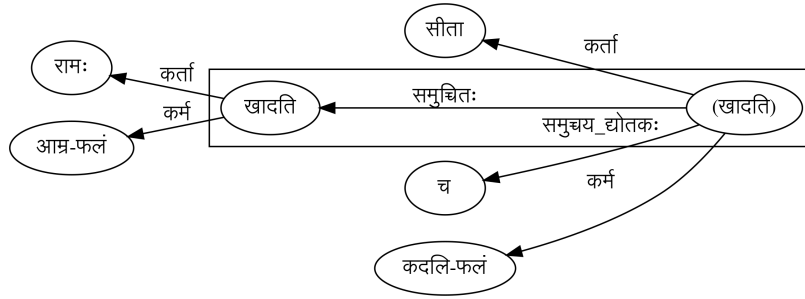 सीता
कर्ता
रामः
कर्ता
खादति
समुच्चितः
(खादति)
कर्म
समुच्चय_द्योतकः
आम्र-फलं
च
कर्म
कदलि-फलं